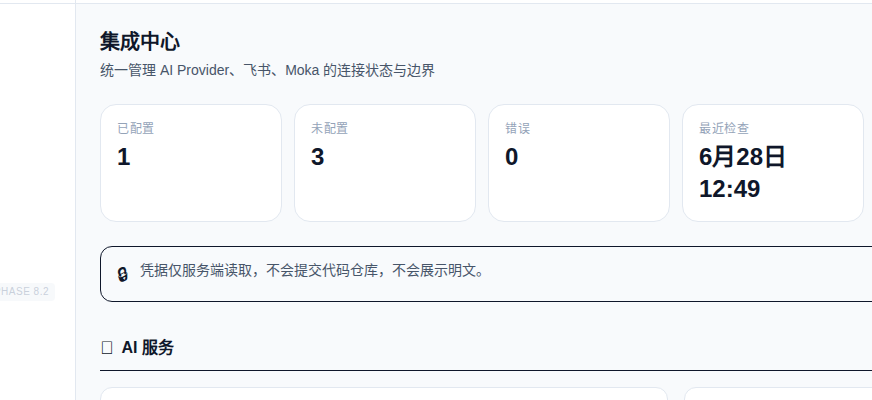 集成中心
统一管理 AI Provider、飞书、Moka 的连接状态与边界
已配置
1
未配置
3
错误
0
最近检查
6月28日
12:49
凭据仅服务端读取，不会提交代码仓库，不会展示明文。
HASE 8.2
AI 服务